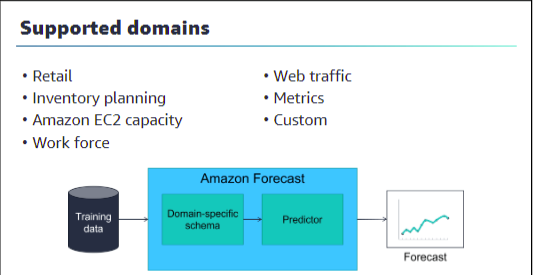 Supported domains
• Retail
• Inventory planning
• Amazon EC2 capacity
• Work force
• Web traffic
• Metrics
• Custom
Amazon Forecast
Training
data
Domain-specific
schema
Predictor
Forecast